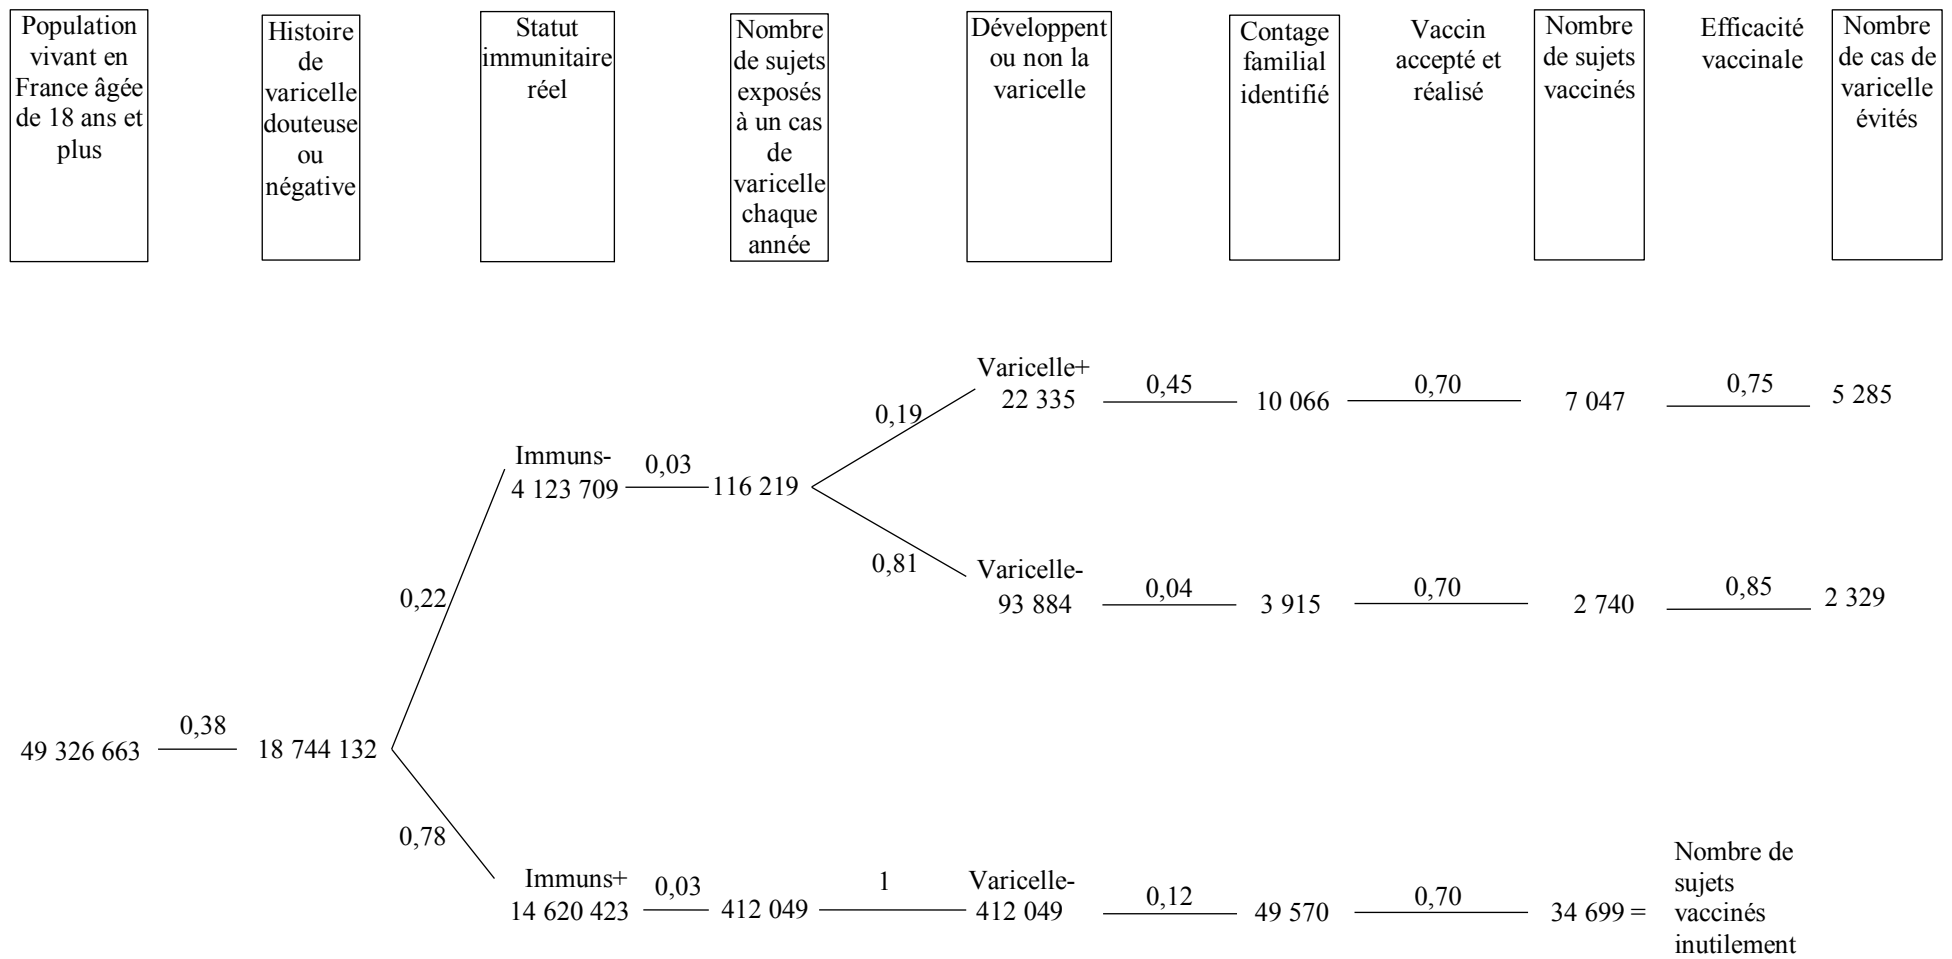 Population
vivant en
France âgée
de 18 ans et
plus
Histoire
de
varicelle
douteuse
ou
négative
Statut
immunitaire
réel
Nombre
de sujets
exposés
à un cas
de
varicelle
chaque
année
Développent
ou non la
varicelle
Contage
familial
identifié
Vaccin
accepté et
réalisé
Nombre
de sujets
vaccinés
Efficacité
vaccinale
Nombre
de cas de
varicelle
évités
Varicelle+
22 335
0,45
10 066
0,70
7 047
0,75
5 285
0,19
Immuns-
4 123 709
0,03
116 219
0,81
Varicelle-
93 884
0,04
3 915
0,70
2 740
0,85
2 329
0,22
49 326 663
0,38
18 744 132
0,78
Immuns+
14 620 423
0,03
412 049
1
Varicelle-
412 049
0,12
49 570
0,70
34 699 =
Nombre de
sujets
vaccinés
inutilement